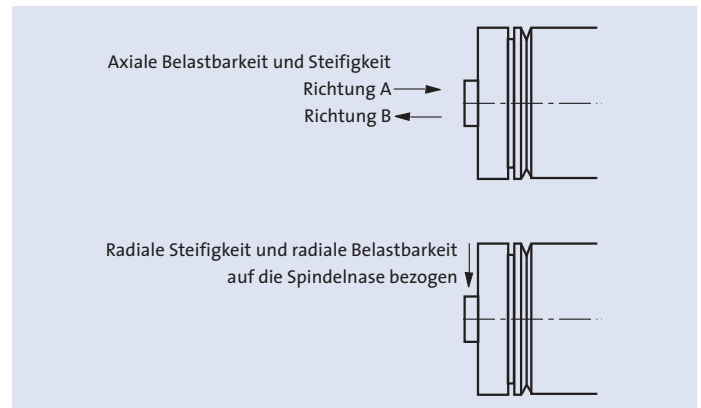 Axiale Belastbarkeit und Steifigkeit
Richtung A
Richtung B
Radiale Steifigkeit und radiale Belastbarkeit
auf die Spindelnase bezogen